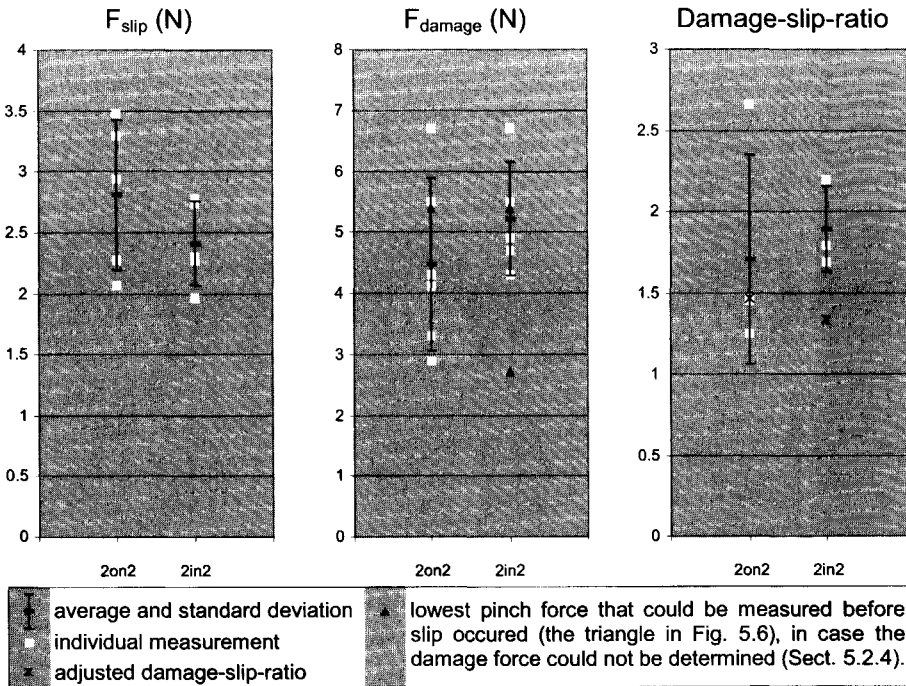 F_slip (N)
F_damage (N)
Damage-slip-ratio
4
3.5
3
2.5
2
1.5
1
0.5
0
2on2
2in2
8
7
6
5
4
3
2
1
0
2on2
2in2
3
2.5
2
1.5
1
0.5
0
2on2
2in2
average and standard deviation
individual measurement
adjusted damage-slip-ratio
lowest pinch force that could be measured before
slip occured (the triangle in Fig. 5.6), in case the
damage force could not be determined (Sect. 5.2.4).